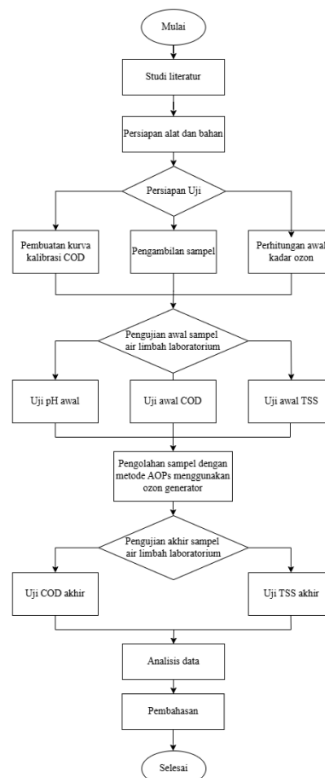 Mulai
Studi literatur
Persiapan alat dan bahan
Persiapan Uji
Pembuatan kurva
kalibrasi COD
Pengambilan sampel
Perhitungan awal
kadar ozon
Pengujian awal sampel
air limbah laboratorium
Uji pH awal
Uji awal COD
Uji awal TSS
Pengolahan sampel dengan
metode AOPs menggunakan
ozon generator
Pengujian akhir sampel
air limbah laboratorium
Uji COD akhir
Uji TSS akhir
Analisis data
Pembahasan
Selesai